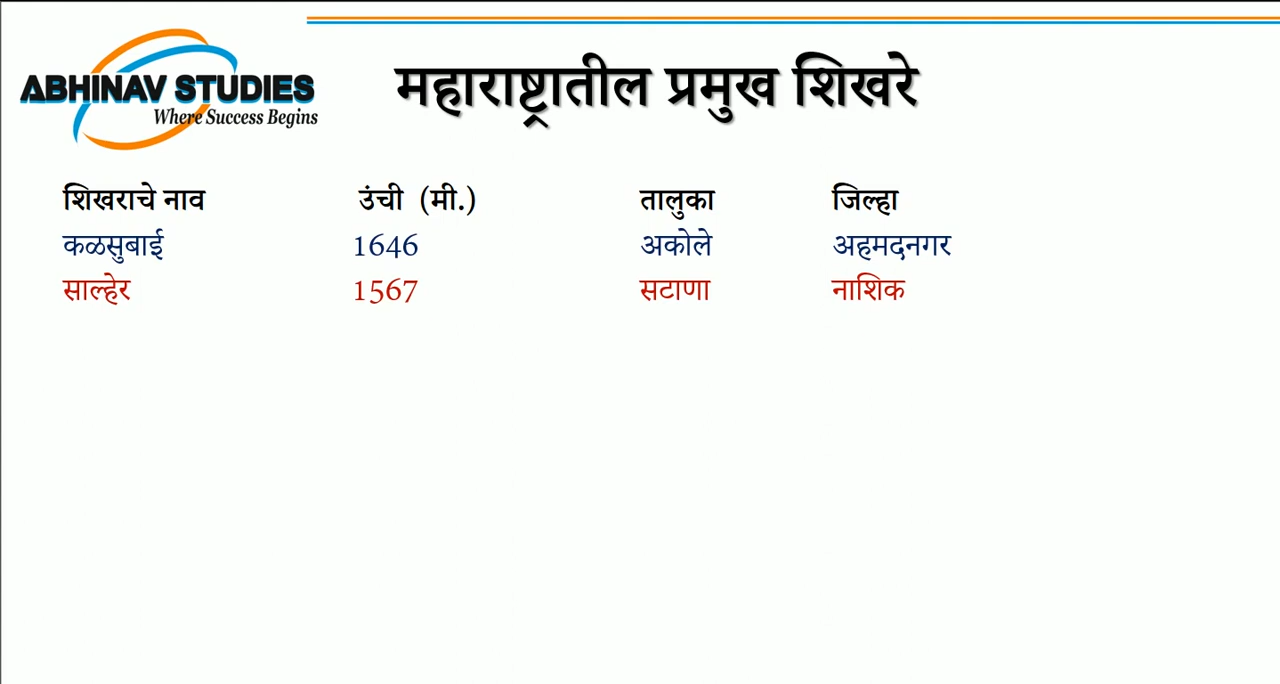 ABHINAV STUDIES
Where Success Begins
महाराष्ट्रातील प्रमुख शिखरे
शिखराचे नाव उंची (मी.) तालुका जिल्हा
कळसुबाई 1646 अकोले अहमदनगर
साल्हेर 1567 सटाणा नाशिक